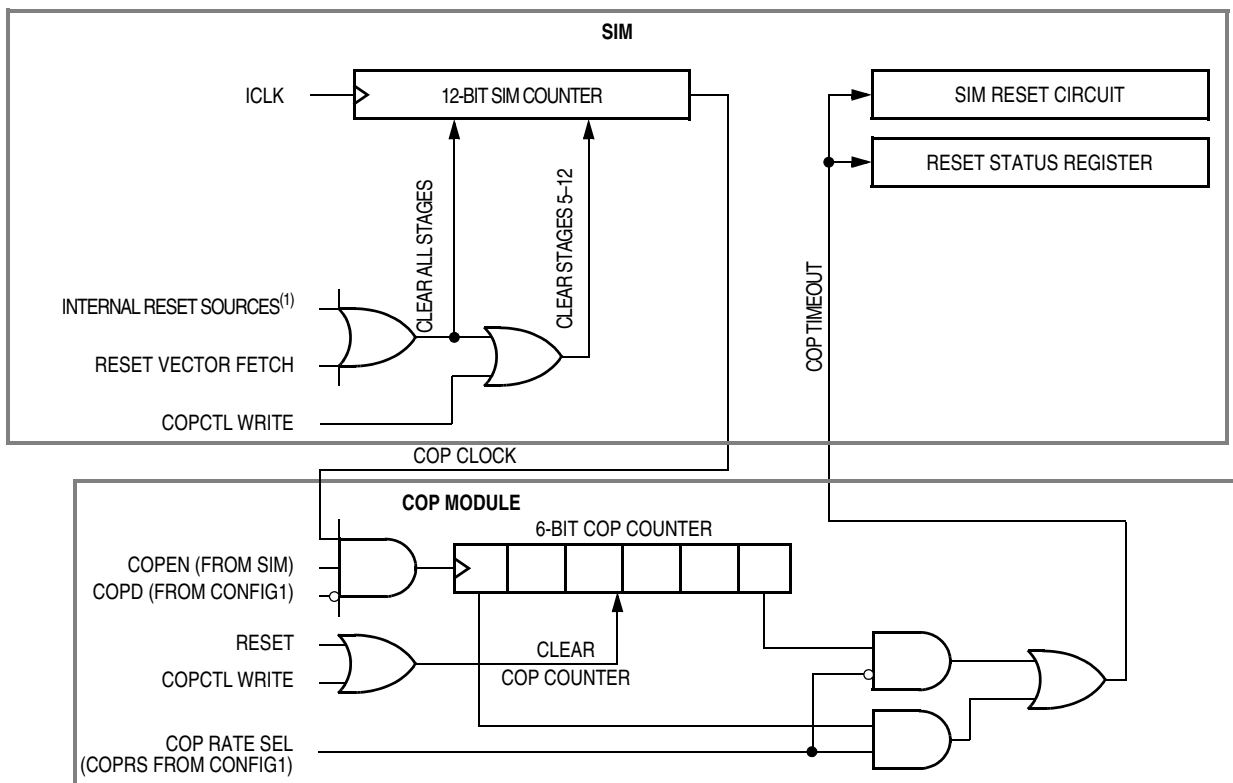 SIM
ICLK
12-BIT SIM COUNTER
SIM RESET CIRCUIT
RESET STATUS REGISTER
CLEAR ALL STAGES
CLEAR STAGES 5–12
COP TIMEOUT
INTERNAL RESET SOURCES(1)
RESET VECTOR FETCH
COPCTL WRITE
COP CLOCK
COP MODULE
6-BIT COP COUNTER
COPEN (FROM SIM)
COPD (FROM CONFIG1)
RESET
COPCTL WRITE
CLEAR
COP COUNTER
COP RATE SEL
(COPRS FROM CONFIG1)